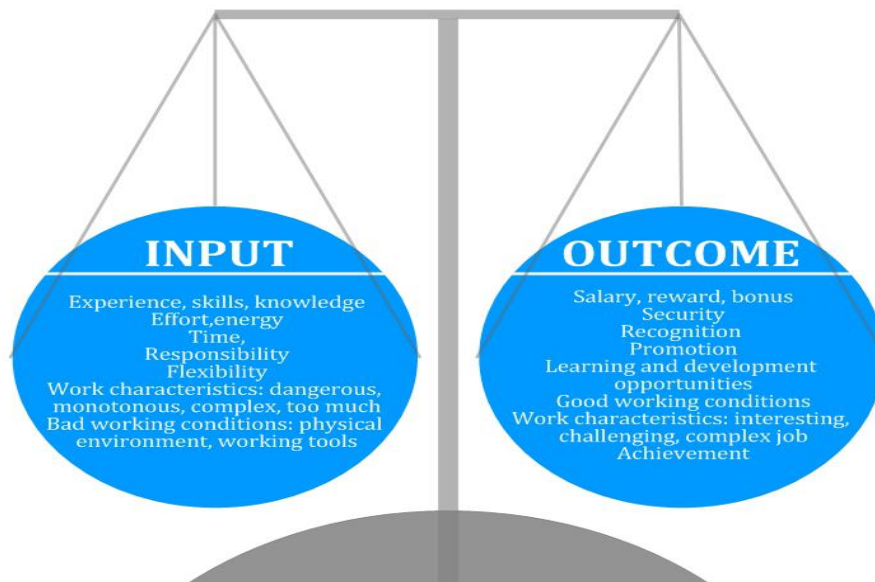 INPUT
Experience, skills, knowledge
Effort,energy
Time,
Responsibility
Flexibility
Work characteristics: dangerous,
monotonous, complex, too much
Bad working conditions: physical
environment, working tools
OUTCOME
Salary, reward, bonus
Security
Recognition
Promotion
Learning and development
opportunities
Good working conditions
Work characteristics: interesting,
challenging, complex job
Achievement